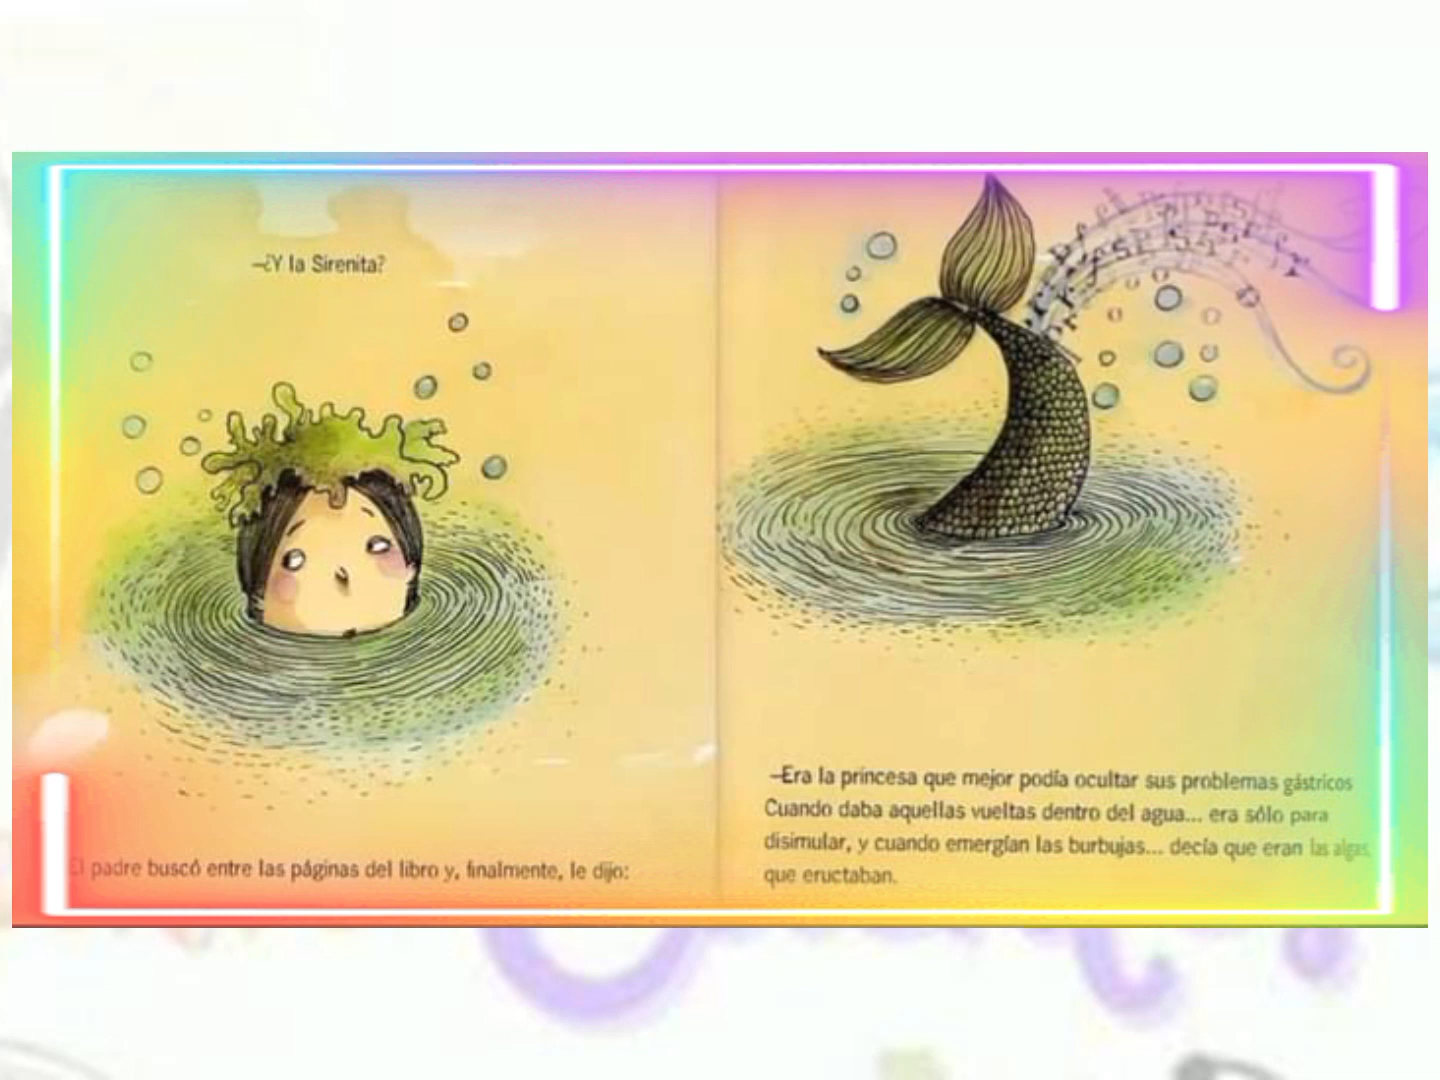 —¿Y la Sirenita?
El padre buscó entre las páginas del libro y, finalmente, le dijo:
—Era la princesa que mejor podía ocultar sus problemas gástricos
Cuando daba aquellas vueltas dentro del agua... era sólo para
disimular, y cuando emergían las burbujas... decía que eran las algas
que eructaban.